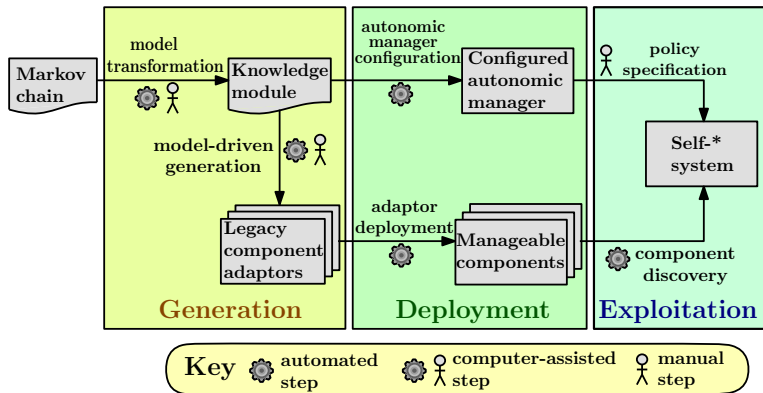 Markov
chain
model
transformation
Knowledge
module
autonomic
manager
configuration
Configured
autonomic
manager
policy
specification
Self-*
system
model-driven
generation
Legacy
component
adaptors
adaptor
deployment
Manageable
components
component
discovery
Generation
Deployment
Exploitation
Key
automated
step
computer-assisted
step
manual
step